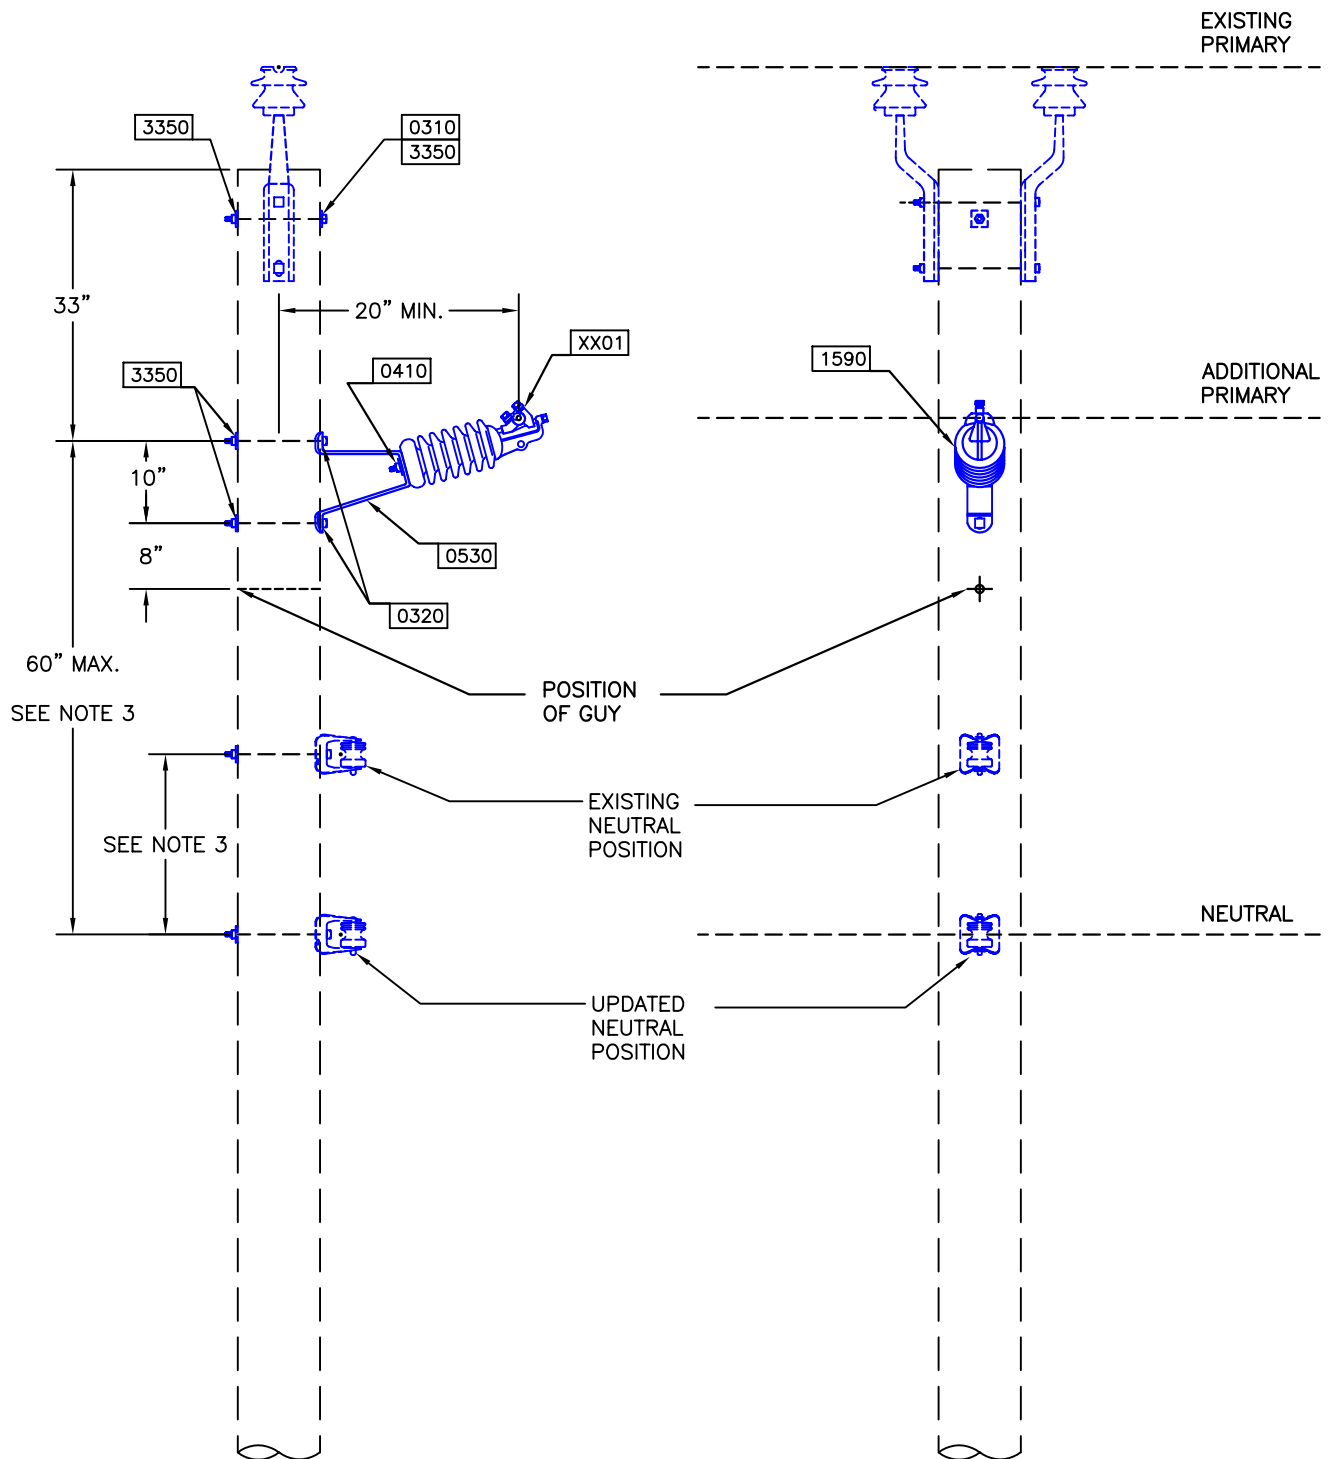 EXISTING
PRIMARY
3350
0310
3350
33”
20” MIN.
XX01
3350
0410
1590
ADDITIONAL
PRIMARY
10”
8”
0530
0320
60” MAX.
SEE NOTE 3
POSITION
OF GUY
EXISTING
NEUTRAL
POSITION
SEE NOTE 3
NEUTRAL
UPDATED
NEUTRAL
POSITION